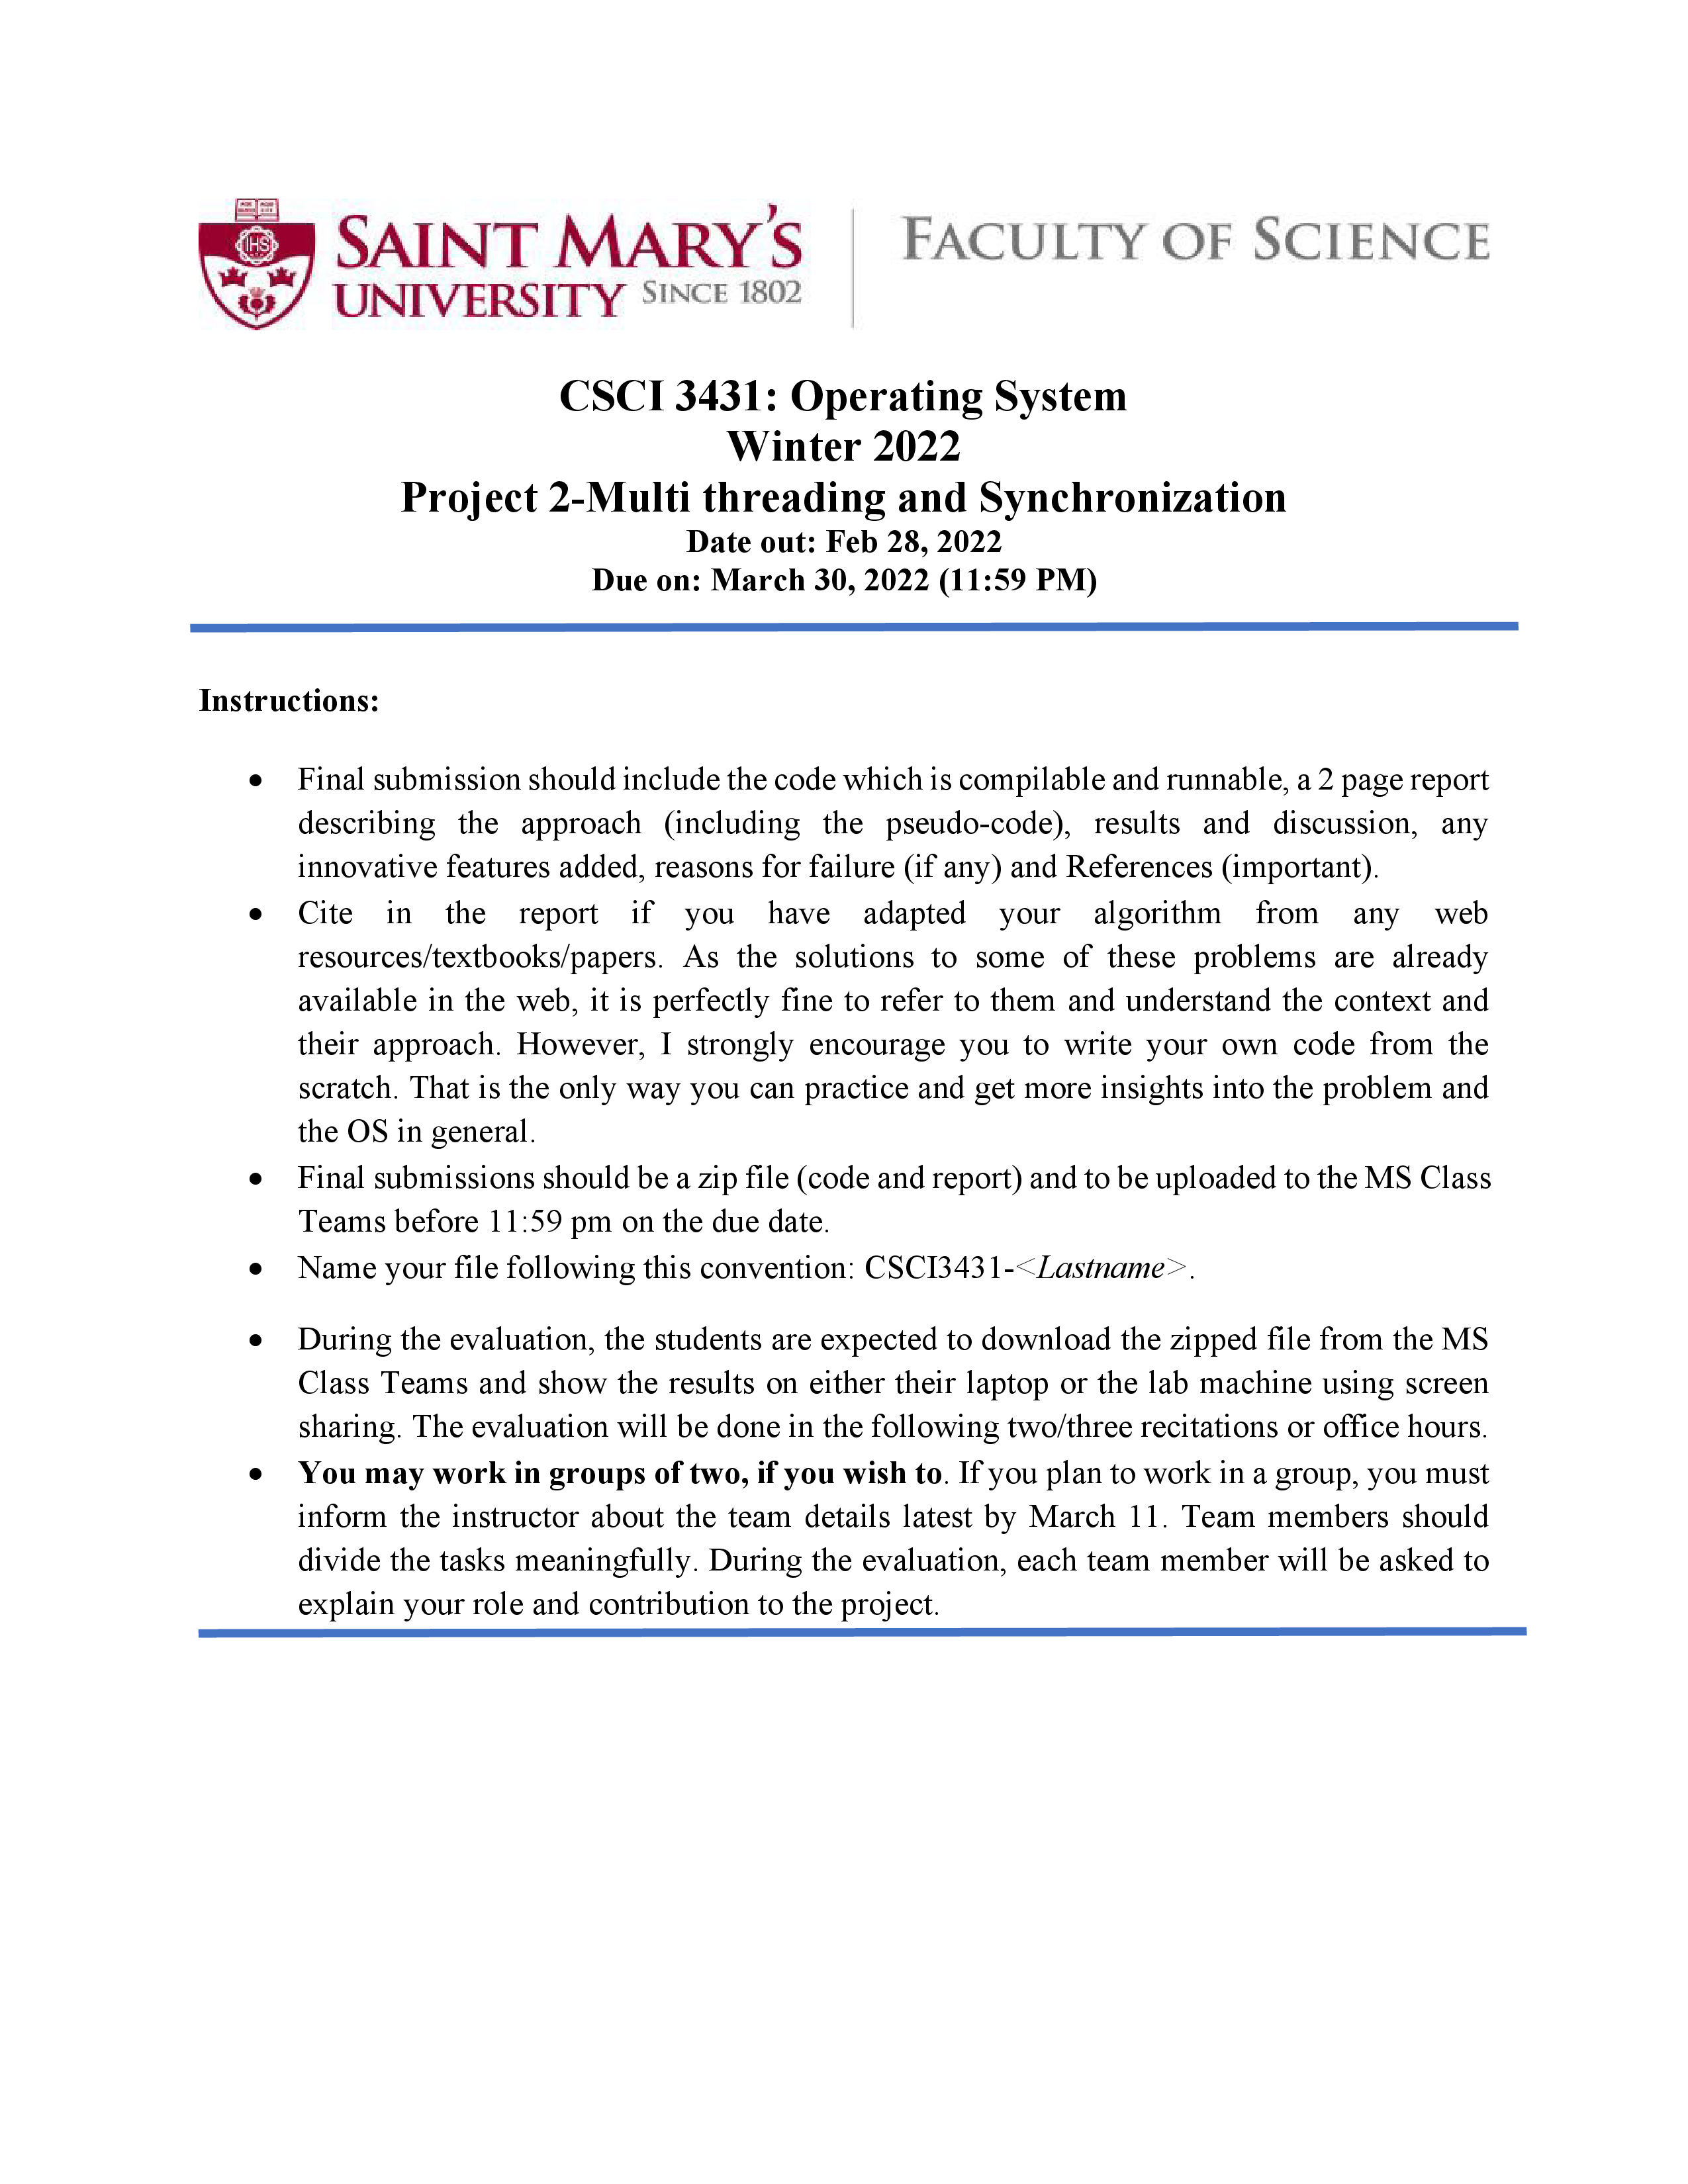 SAINT MARY'S
UNIVERSITY SINCE 1802
FACULTY OF SCIENCE
IHS
CSCI 3431: Operating System
Winter 2022
Project 2-Multi threading and Synchronization
Date out: Feb 28, 2022
Due on: March 30, 2022 (11:59 PM)
Instructions:
• Final submission should include the code which is compilable and runnable, a 2 page report
describing the approach (including the pseudo-code), results and discussion, any
innovative features added, reasons for failure (if any) and References (important).
• Cite in the report if you have adapted your algorithm from any web
resources/textbooks/papers. As the solutions to some of these problems are already
available in the web, it is perfectly fine to refer to them and understand the context and
their approach. However, I strongly encourage you to write your own code from the
scratch. That is the only way you can practice and get more insights into the problem and
the OS in general.
• Final submissions should be a zip file (code and report) and to be uploaded to the MS Class
Teams before 11:59 pm on the due date.
• Name your file following this convention: CSCI3431-<Lastname>.
• During the evaluation, the students are expected to download the zipped file from the MS
Class Teams and show the results on either their laptop or the lab machine using screen
sharing. The evaluation will be done in the following two/three recitations or office hours.
• You may work in groups of two, if you wish to. If you plan to work in a group, you must
inform the instructor about the team details latest by March 11. Team members should
divide the tasks meaningfully. During the evaluation, each team member will be asked to
explain your role and contribution to the project.